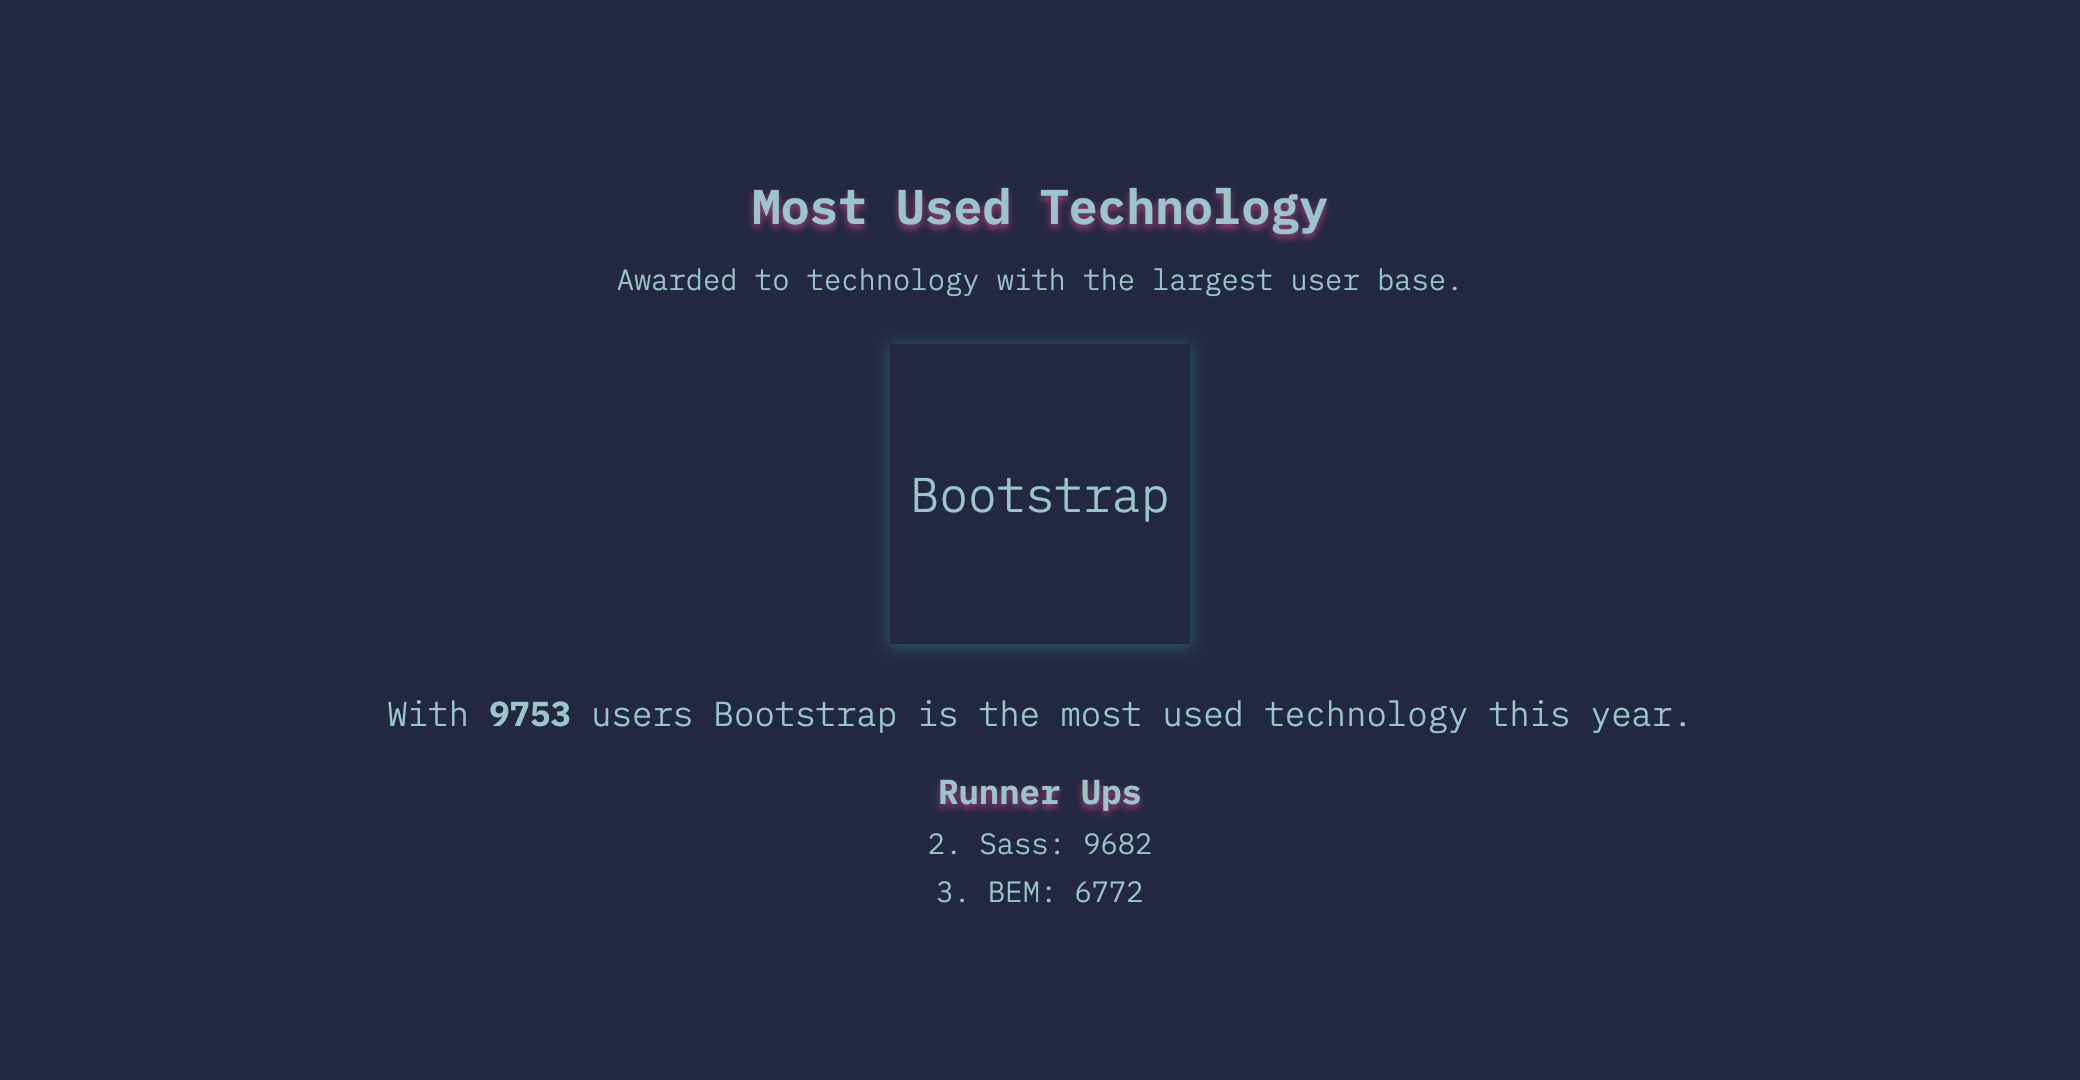 Most Used Technology
Awarded to technology with the largest user base.
Bootstrap
With 9753 users Bootstrap is the most used technology this year.
Runner Ups
2. Sass: 9682
3. BEM: 6772